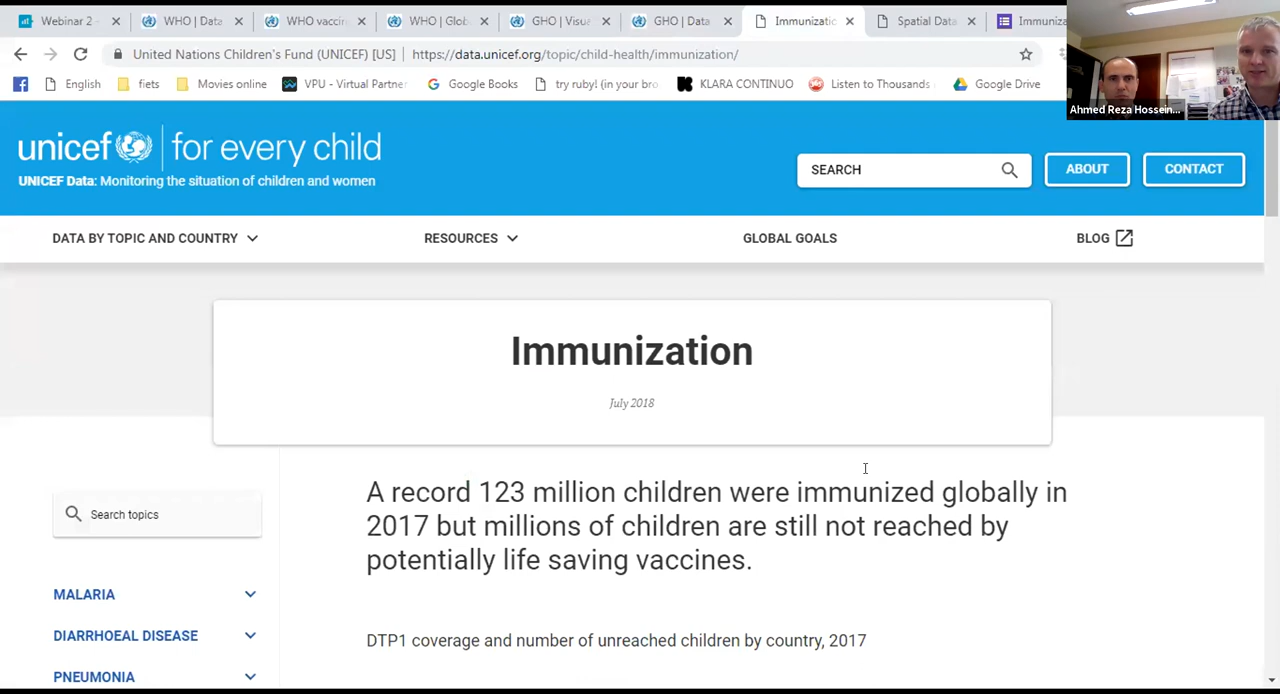 Webinar 2 -
WHO | Data
WHO vaccin
WHO | Glob
GHO | Visua
GHO | Data
Immunizatio
Spatial Data
Immuniza
United Nations Children's Fund (UNICEF) [US]
https://data.unicef.org/topic/child-health/immunization/
English
fiets
Movies online
VPU - Virtual Partne
Google Books
try ruby! (in your bro
KLARA CONTINUO
Listen to Thousands
Google Drive
Ahmed Reza Hossein...
unicef for every child
UNICEF Data: Monitoring the situation of children and women
SEARCH
ABOUT
CONTACT
DATA BY TOPIC AND COUNTRY
RESOURCES
GLOBAL GOALS
BLOG
Immunization
July 2018
A record 123 million children were immunized globally in
2017 but millions of children are still not reached by
potentially life saving vaccines.
Search topics
MALARIA
DIARRHOEAL DISEASE
PNEUMONIA
DTP1 coverage and number of unreached children by country, 2017